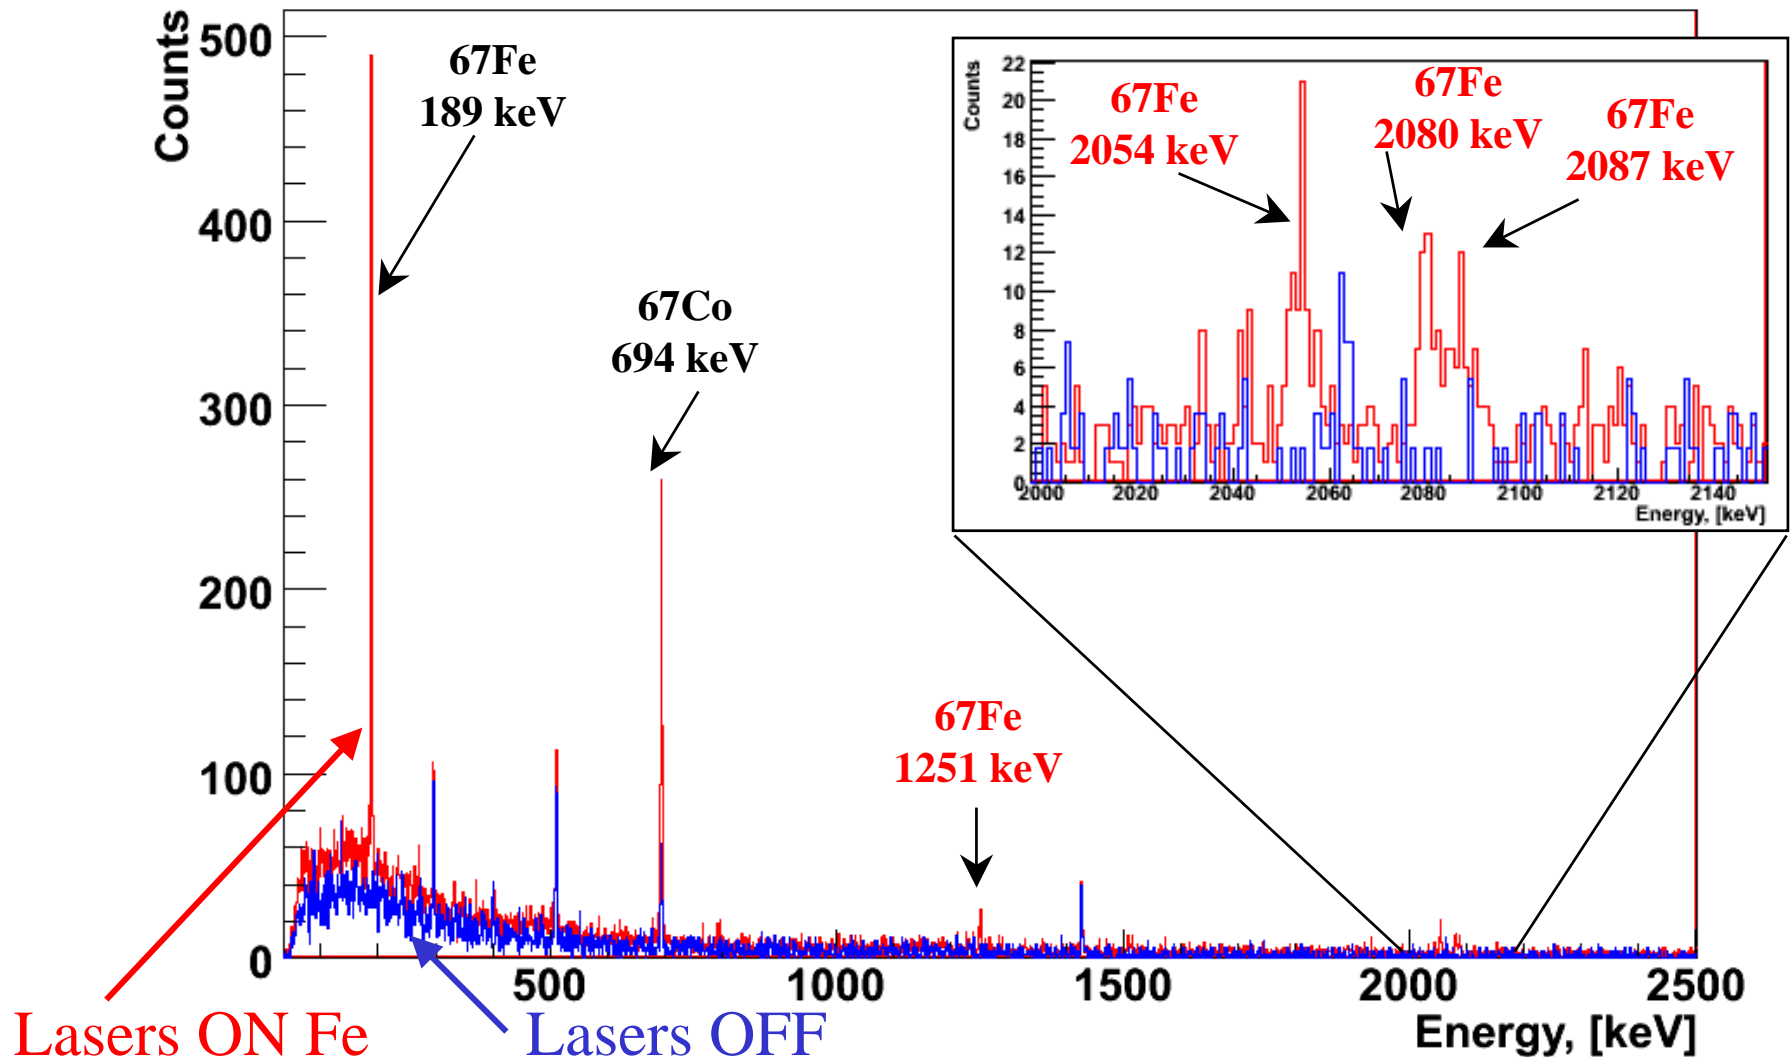 Counts
500
400
300
200
100
0
500
1000
1500
2000
2500
Energy, [keV]
67Fe
189 keV
67Co
694 keV
67Fe
1251 keV
Lasers ON Fe
Lasers OFF
Counts
22
20
18
16
14
12
10
8
6
4
2
0
2000
2020
2040
2060
2080
2100
2120
2140
Energy, [keV]
67Fe
2054 keV
67Fe
2080 keV
67Fe
2087 keV